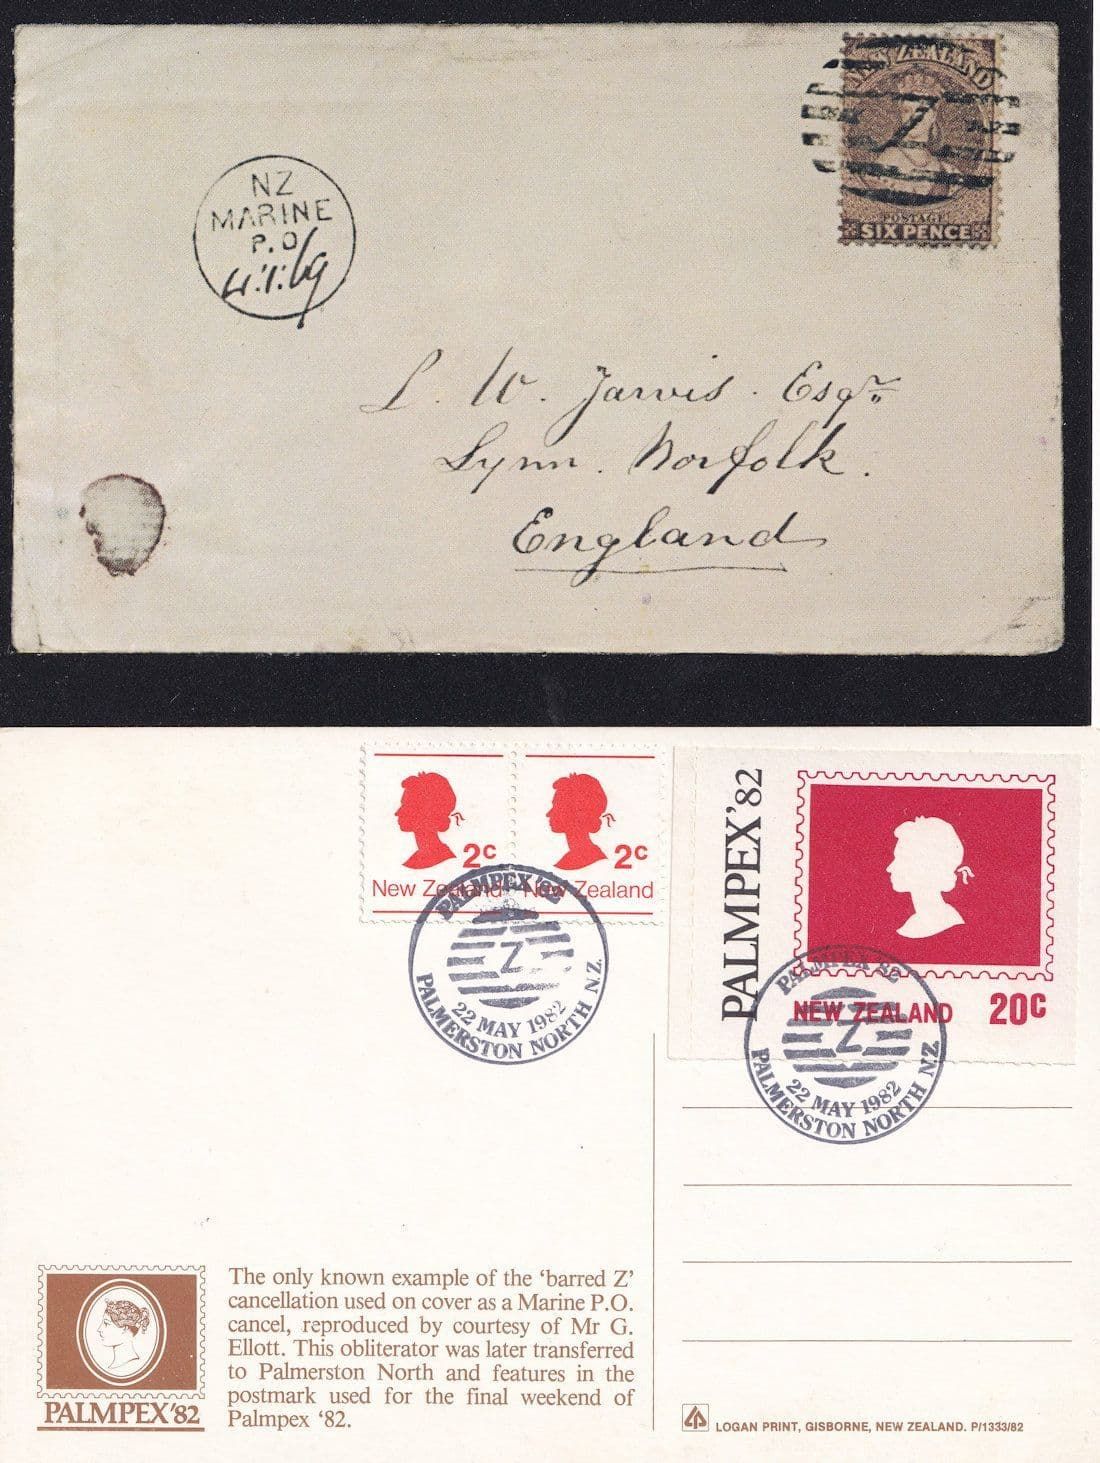 NEW ZEALAND
Z
POSTAGE
SIX PENCE
NZ
MARINE
P.O
4:1:69
L. W. Jarvis. Esqr
Lynn. Norfolk.
England
2c
New Zealand
2c
New Zealand
PALMPEX'82
NEW ZEALAND
20c
PALMPEX'82
Z
22 MAY 1982
PALMERSTON NORTH N.Z.
PALMPEX'82
Z
22 MAY 1982
PALMERSTON NORTH N.Z.
The only known example of the ‘barred Z’
cancellation used on cover as a Marine P.O.
cancel, reproduced by courtesy of Mr G.
Ellott. This obliterator was later transferred
to Palmerston North and features in the
postmark used for the final weekend of
Palmpex ‘82.
PALMPEX'82
LOGAN PRINT, GISBORNE, NEW ZEALAND. P/1333/82